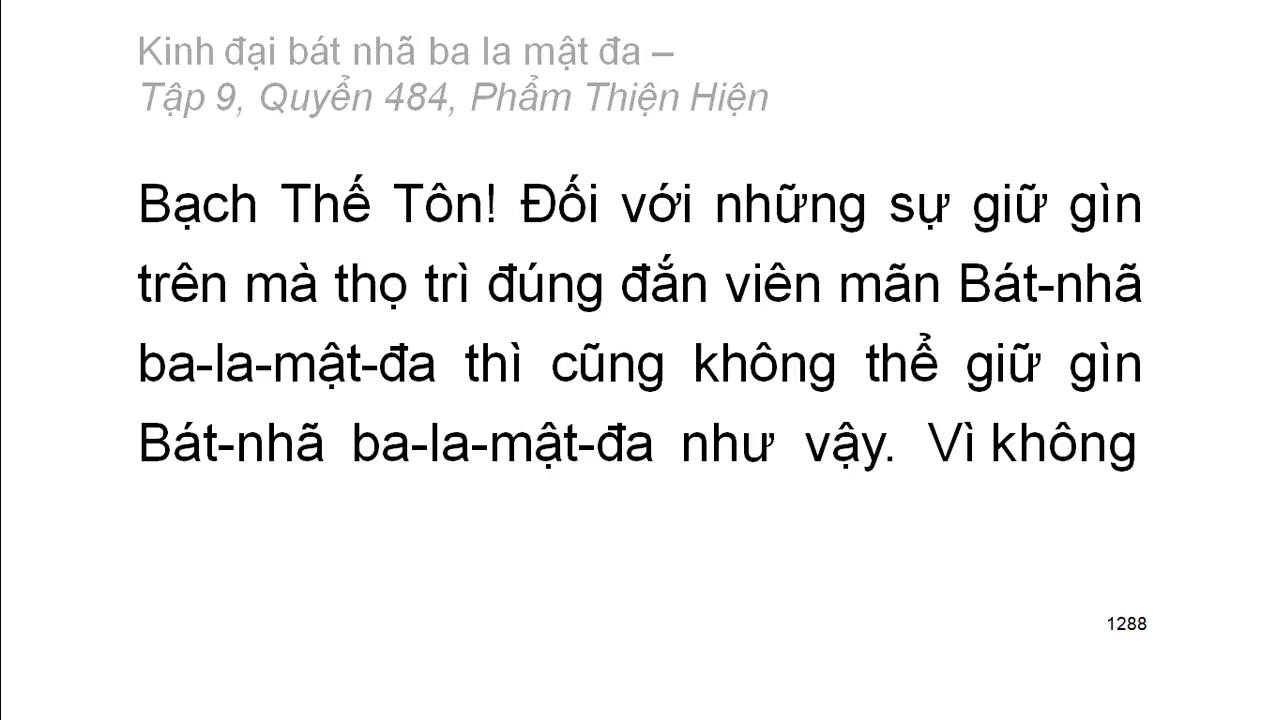 Kinh đại bát nhã ba la mật đa –
Tập 9, Quyển 484, Phẩm Thiện Hiện
Bạch Thế Tôn! Đối với những sự giữ gìn
trên mà thọ trì đúng đắn viên mãn Bát-nhã
ba-la-mật-đa thì cũng không thể giữ gìn
Bát-nhã ba-la-mật-đa như vậy. Vì không
1288